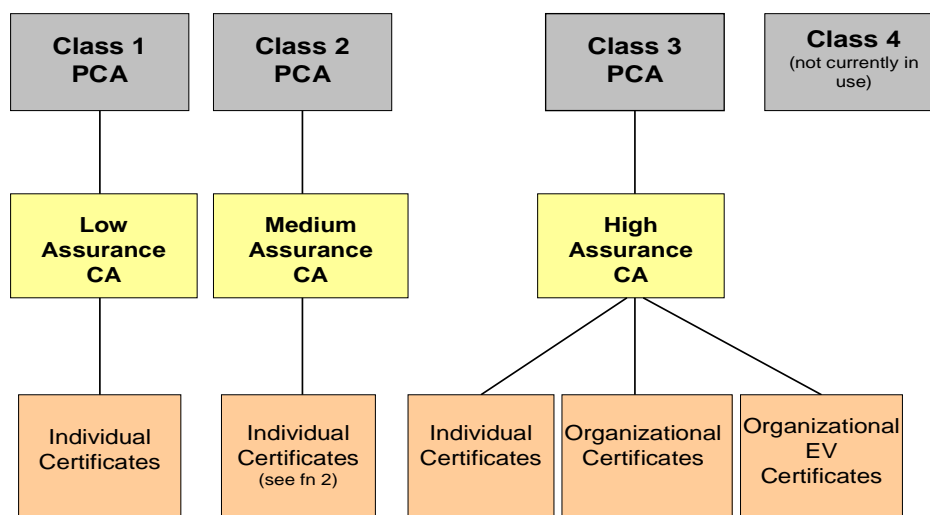 Class 1
PCA
Class 2
PCA
Class 3
PCA
Class 4
(not currently in
use)
Low
Assurance
CA
Medium
Assurance
CA
High
Assurance
CA
Individual
Certificates
Individual
Certificates
(see fn 2)
Individual
Certificates
Organizational
Certificates
Organizational
EV
Certificates